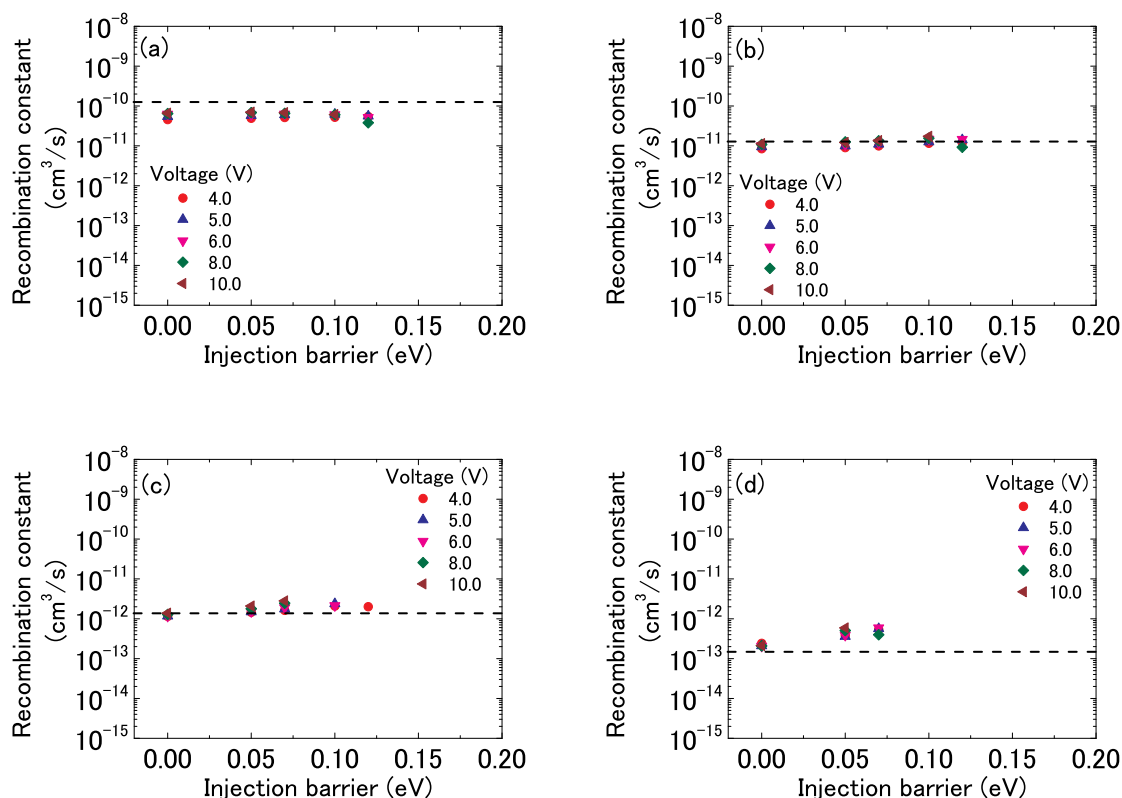 (a)
Recombination constant
(cm³/s)
10⁻⁸
10⁻⁹
10⁻¹⁰
10⁻¹¹
10⁻¹²
10⁻¹³
10⁻¹⁴
10⁻¹⁵
Voltage (V)
4.0
5.0
6.0
8.0
10.0
0.00 0.05 0.10 0.15 0.20
Injection barrier (eV)
(b)
Recombination constant
(cm³/s)
10⁻⁸
10⁻⁹
10⁻¹⁰
10⁻¹¹
10⁻¹²
10⁻¹³
10⁻¹⁴
10⁻¹⁵
Voltage (V)
4.0
5.0
6.0
8.0
10.0
0.00 0.05 0.10 0.15 0.20
Injection barrier (eV)
(c)
Recombination constant
(cm³/s)
10⁻⁸
10⁻⁹
10⁻¹⁰
10⁻¹¹
10⁻¹²
10⁻¹³
10⁻¹⁴
10⁻¹⁵
Voltage (V)
4.0
5.0
6.0
8.0
10.0
0.00 0.05 0.10 0.15 0.20
Injection barrier (eV)
(d)
Recombination constant
(cm³/s)
10⁻⁸
10⁻⁹
10⁻¹⁰
10⁻¹¹
10⁻¹²
10⁻¹³
10⁻¹⁴
10⁻¹⁵
Voltage (V)
4.0
5.0
6.0
8.0
10.0
0.00 0.05 0.10 0.15 0.20
Injection barrier (eV)